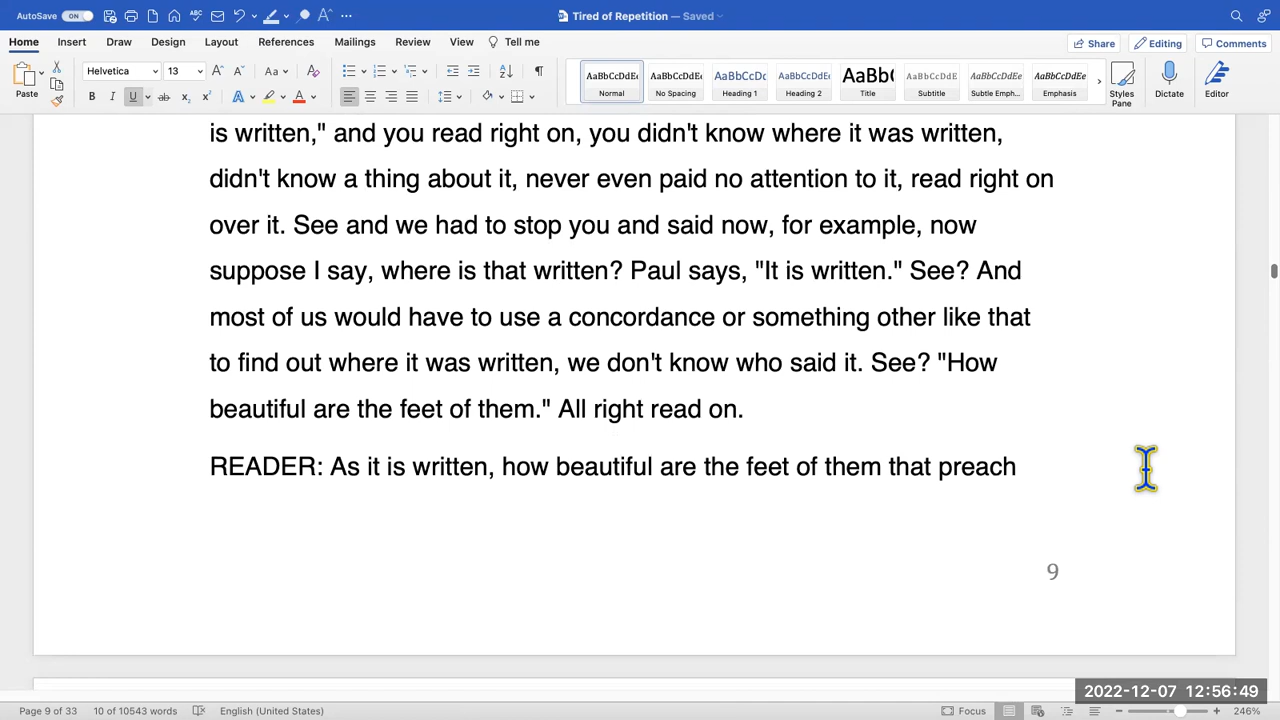 AutoSave ON Tired of Repetition — Saved
Home Insert Draw Design Layout References Mailings Review View Tell me Share Editing Comments
Paste Helvetica 13 Aa AaBbCcDdEe AaBbCcDdEe AaBbCcDc AaBbCcDdEe AaBb( AaBbCcDdE AaBbCcDdEe AaBbCcDdEe
Normal No Spacing Heading 1 Heading 2 Title Subtitle Subtle Emph... Emphasis Styles Pane Dictate Editor
is written," and you read right on, you didn't know where it was written,
didn't know a thing about it, never even paid no attention to it, read right on
over it. See and we had to stop you and said now, for example, now
suppose I say, where is that written? Paul says, "It is written." See? And
most of us would have to use a concordance or something other like that
to find out where it was written, we don't know who said it. See? "How
beautiful are the feet of them." All right read on.
READER: As it is written, how beautiful are the feet of them that preach
9
2022-12-07 12:56:49
Page 9 of 33 10 of 10543 words English (United States) Focus 246%